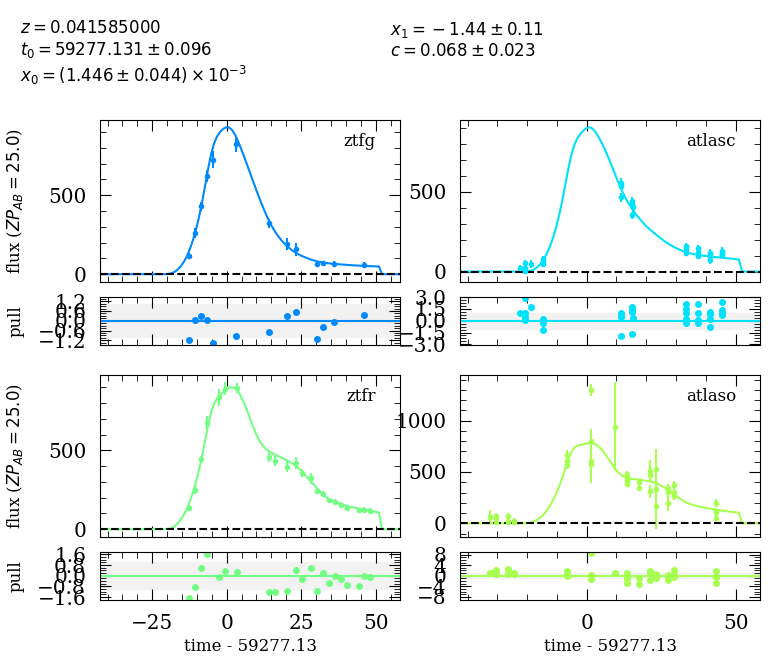 z = 0.041585000
t₀ = 59277.131 ± 0.096
x₀ = (1.446 ± 0.044) × 10⁻³
x₁ = −1.44 ± 0.11
c = 0.068 ± 0.023
flux (ZP_AB = 25.0)
500
0
ztfg
500
0
atlasc
pull
1.2
0.6
0.0
−0.6
−1.2
3.0
1.5
0.0
−1.5
−3.0
flux (ZP_AB = 25.0)
500
0
ztfr
1000
500
0
atlaso
pull
1.6
0.8
0.0
−0.8
−1.6
8
4
0
−4
−8
−25 0 25 50
0 50
time - 59277.13
time - 59277.13